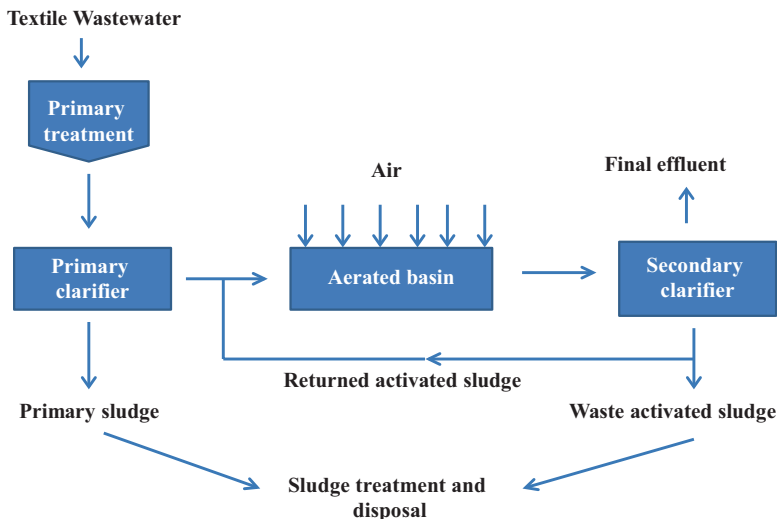 Textile Wastewater
Primary
treatment
Air
Final effluent
Primary
clarifier
Aerated basin
Secondary
clarifier
Returned activated sludge
Primary sludge
Waste activated sludge
Sludge treatment and
disposal